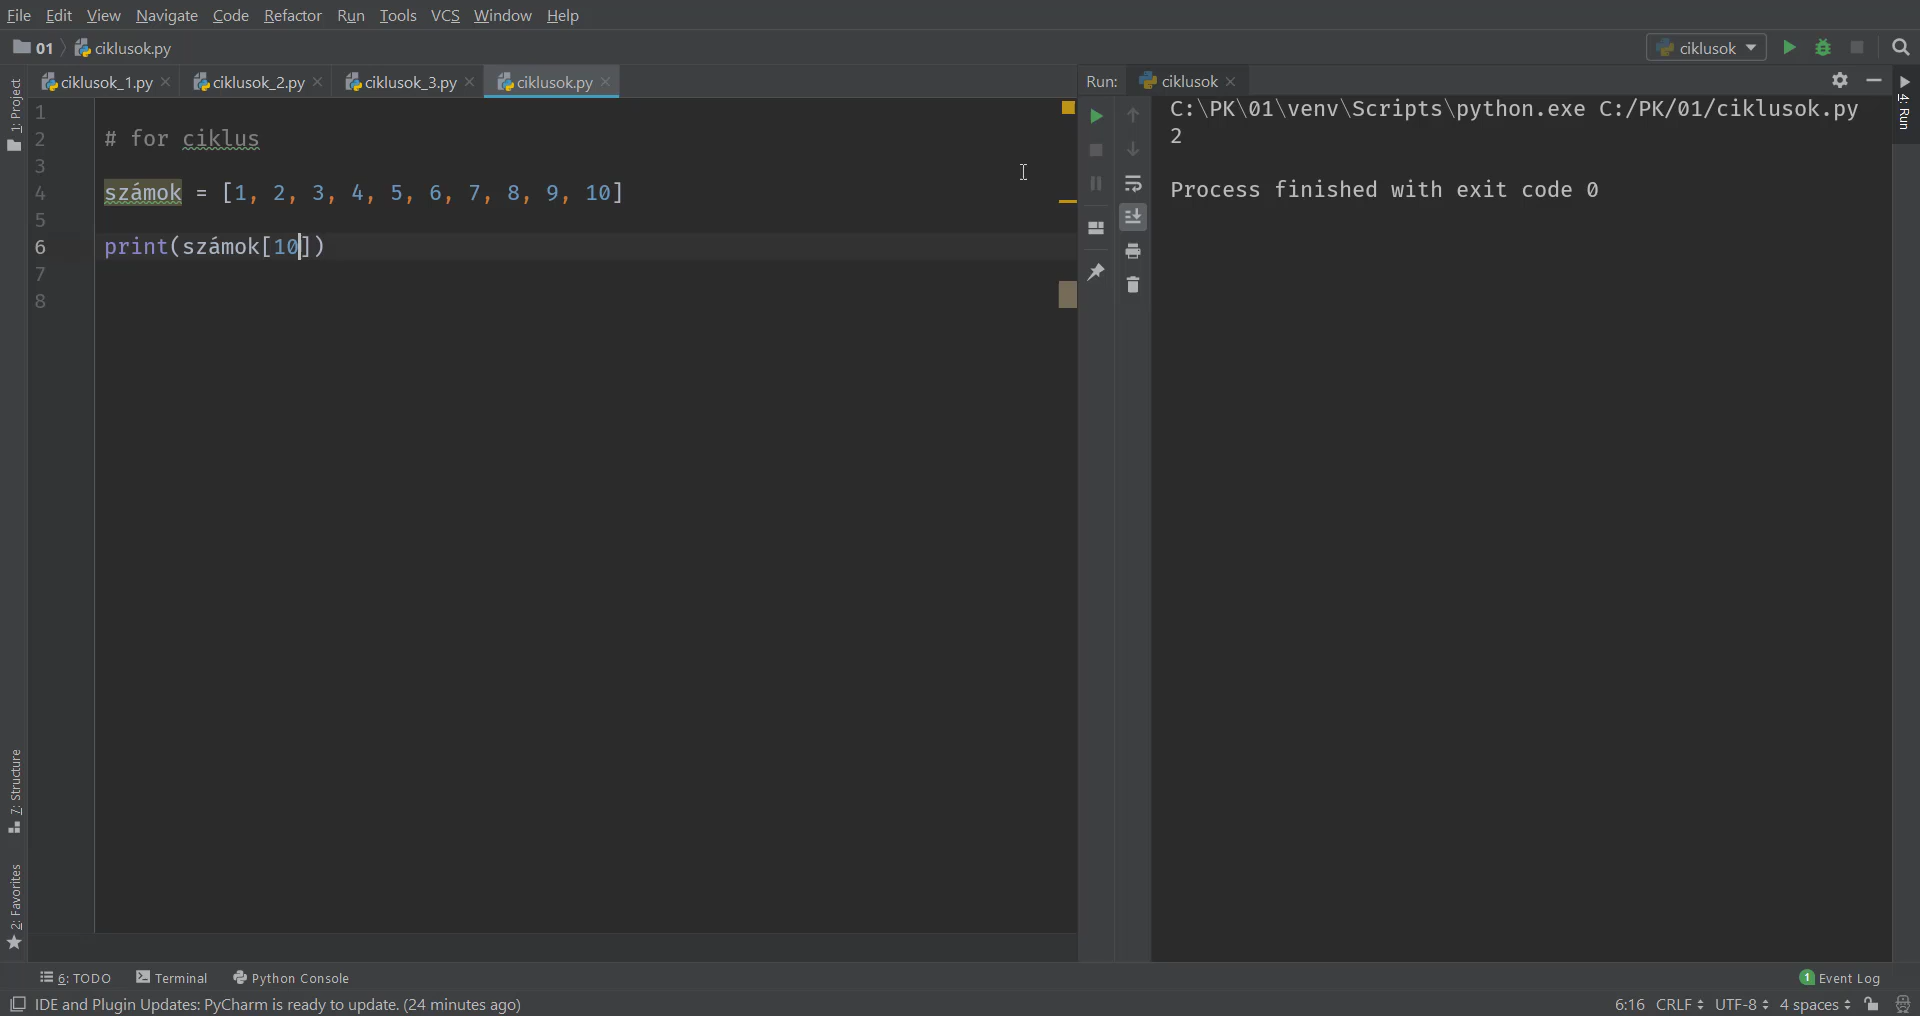 File Edit View Navigate Code Refactor Run Tools VCS Window Help
01 ciklusok.py
ciklusok
ciklusok_1.py ciklusok_2.py ciklusok_3.py ciklusok.py
Run: ciklusok
1: Project
4: Run
1
2 # for ciklus
3
4 számok = [1, 2, 3, 4, 5, 6, 7, 8, 9, 10]
5
6 print(számok[10])
7
8
C:\PK\01\venv\Scripts\python.exe C:/PK/01/ciklusok.py
2
Process finished with exit code 0
7: Structure
2: Favorites
6: TODO Terminal Python Console
1 Event Log
IDE and Plugin Updates: PyCharm is ready to update. (24 minutes ago)
6:16 CRLF UTF-8 4 spaces